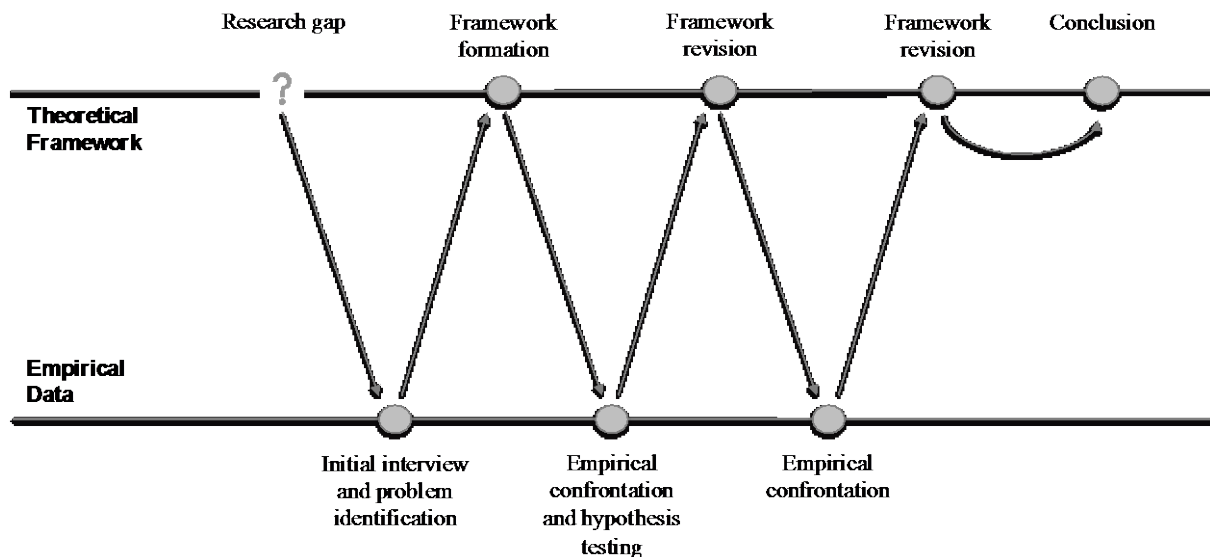 Research gap
Framework
formation
Framework
revision
Framework
revision
Conclusion
?
Theoretical
Framework
Empirical
Data
Initial interview
and problem
identification
Empirical
confrontation
and hypothesis
testing
Empirical
confrontation